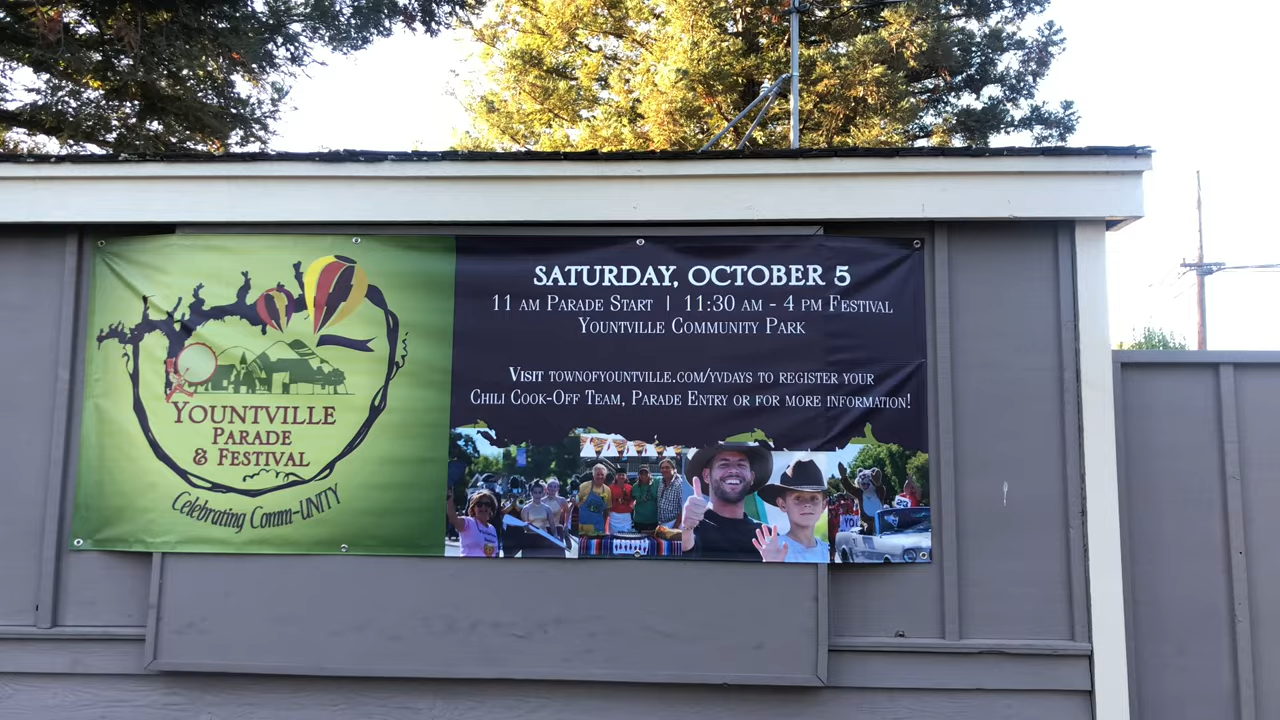 Yountville
Parade
& Festival
Celebrating Comm-UNITY
SATURDAY, OCTOBER 5
11 am Parade Start | 11:30 am - 4 pm Festival
Yountville Community Park
Visit townofyountville.com/yvdays to register your
Chili Cook-Off Team, Parade Entry or for more information!